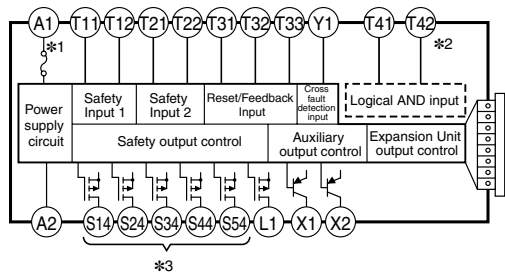 A1 T11 T12 T21 T22 T31 T32 T33 Y1 T41 T42
*1 *2
Power supply circuit
Safety Input 1
Safety Input 2
Reset/Feedback Input
Cross fault detection input
Logical AND input
Safety output control
Auxiliary output control
Expansion Unit output control
A2 S14 S24 S34 S44 S54 L1 X1 X2
*3